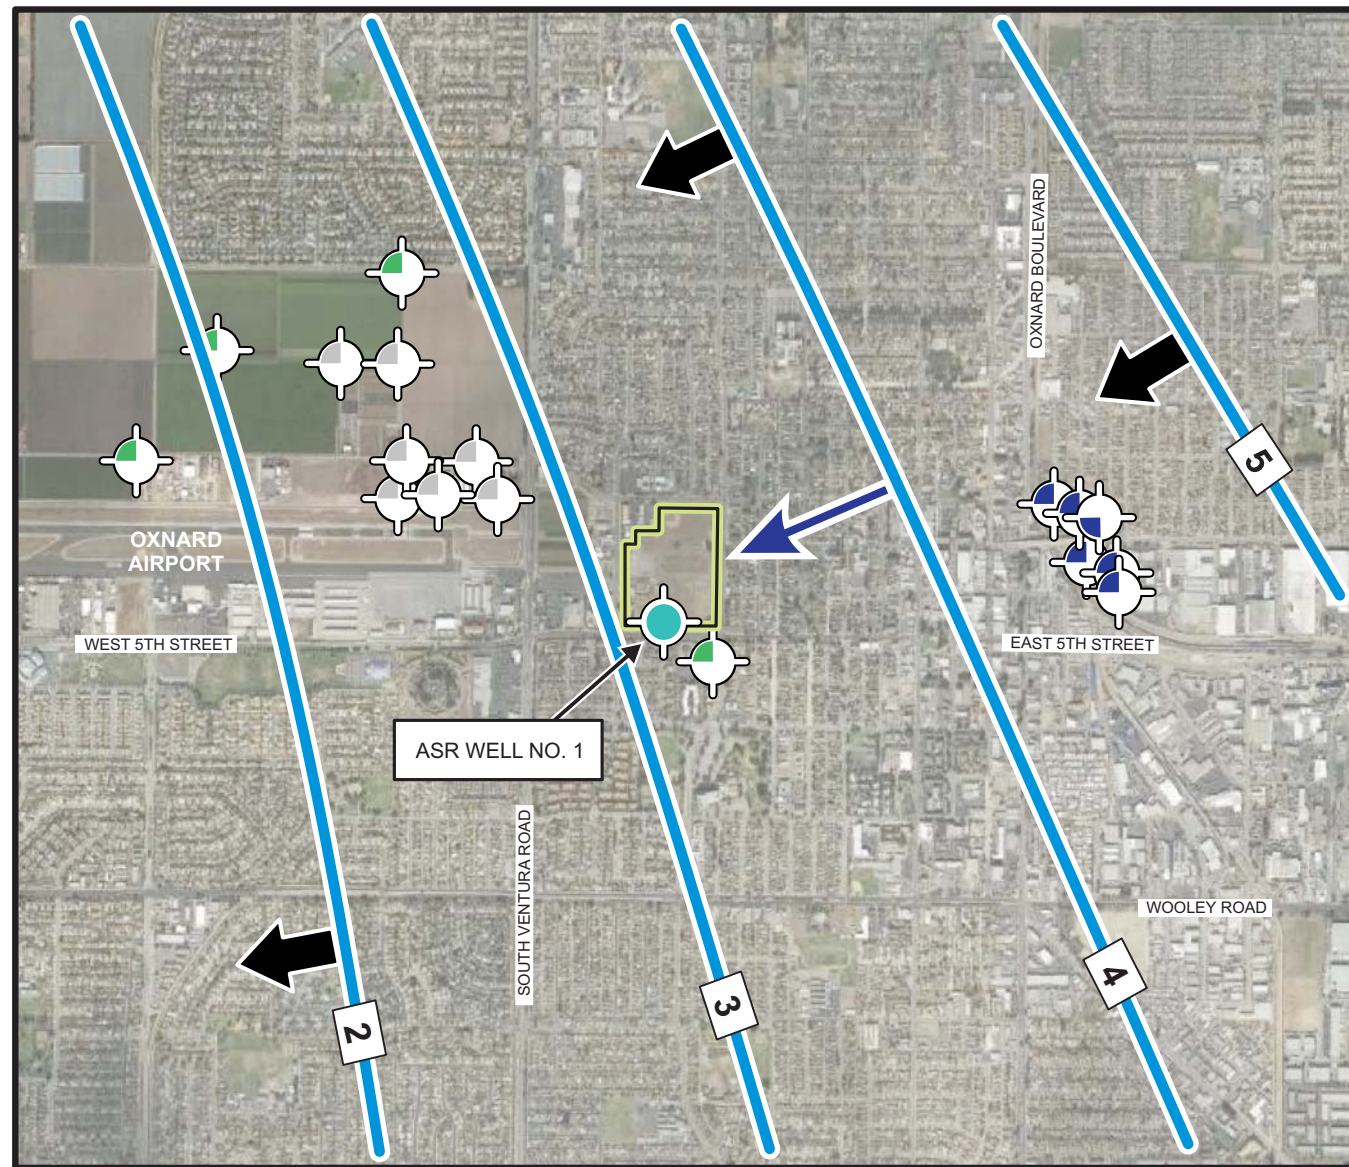 OXNARD BOULEVARD
5
OXNARD
AIRPORT
WEST 5TH STREET
EAST 5TH STREET
ASR WELL NO. 1
SOUTH VENTURA ROAD
WOOLEY ROAD
4
3
2